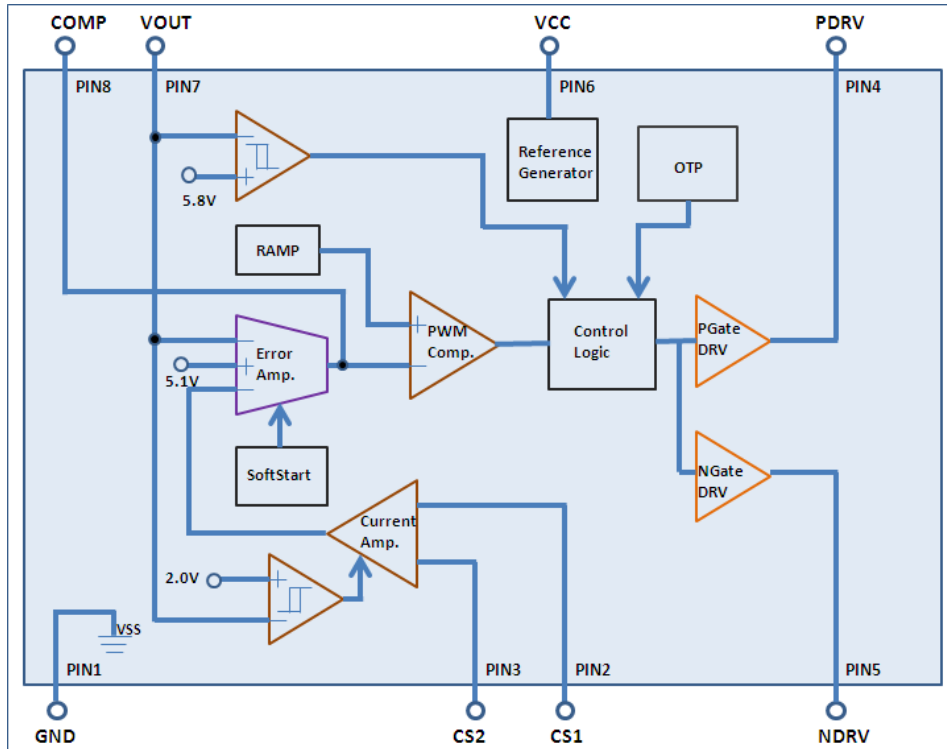 COMP
VOUT
VCC
PDRV
PIN8
PIN7
PIN6
PIN4
5.8V
Reference
Generator
OTP
RAMP
PWM
Comp.
Control
Logic
PGate
DRV
Error
Amp.
5.1V
SoftStart
NGate
DRV
Current
Amp.
2.0V
VSS
PIN1
PIN3
PIN2
PIN5
GND
CS2
CS1
NDRV